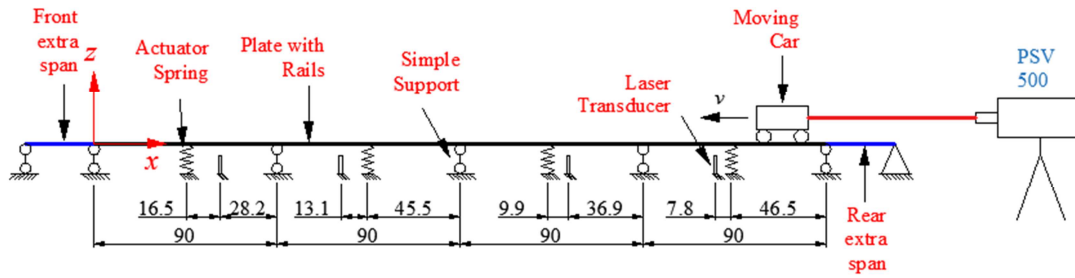 Front
extra
span
z
x
Actuator
Spring
Plate with
Rails
Simple
Support
Laser
Transducer
v
Moving
Car
PSV
500
16.5
28.2
13.1
45.5
9.9
36.9
7.8
46.5
90
90
90
90
Rear
extra
span